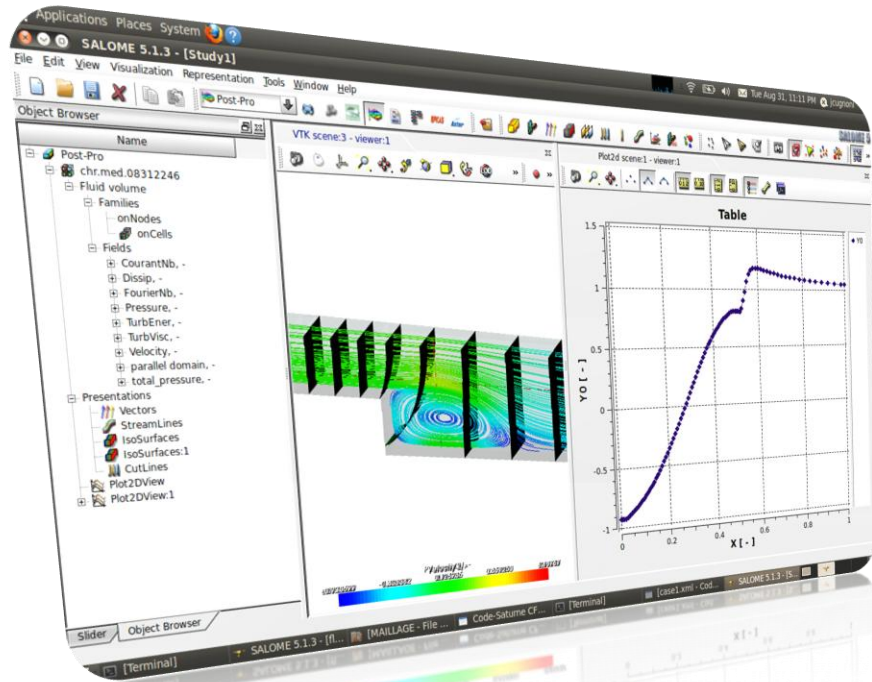 Applications Places System
Tue Aug 31, 11:11 PM jcugnoni
SALOME 5.1.3 - [Study1]
File Edit View Visualization Representation Tools Window Help
Post-Pro
Object Browser
Name
Post-Pro
chr.med.08312246
Fluid volume
Families
onNodes
onCells
Fields
CourantNb, -
Dissip, -
FourierNb, -
Pressure, -
TurbEner, -
TurbVisc, -
Velocity, -
parallel domain, -
total_pressure, -
Presentations
Vectors
StreamLines
IsoSurfaces
IsoSurfaces:1
CutLines
Plot2DView
Plot2DView:1
Slider
Object Browser
VTK scene:3 - viewer:1
Plot2d scene:1 - viewer:1
Table
Y0
1.5
1
0.5
0
-0.5
-1
Y0 [ - ]
0 0.2 0.4 0.6 0.8 1
X [ - ]
[Terminal]
SALOME 5.1.3 - [fl...
[MAILLAGE - File ...
Code-Saturne CF...
[Terminal]
[case1.xml - Cod...
SALOME 5.1.3 - [S...